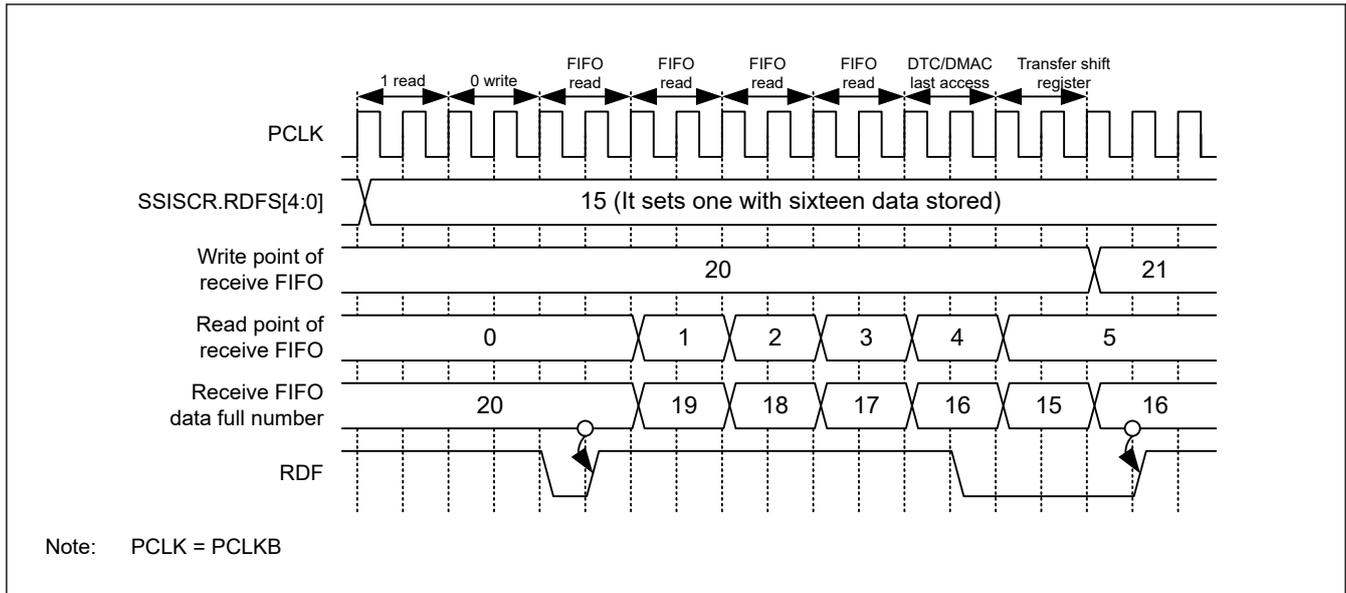 1 read
0 write
FIFO
read
FIFO
read
FIFO
read
FIFO
read
DTC/DMAC
last access
Transfer shift
register
PCLK
SSISCR.RDFS[4:0]
15 (It sets one with sixteen data stored)
Write point of
receive FIFO
20
21
Read point of
receive FIFO
0
1
2
3
4
5
Receive FIFO
data full number
20
19
18
17
16
15
16
RDF
Note: PCLK = PCLKB